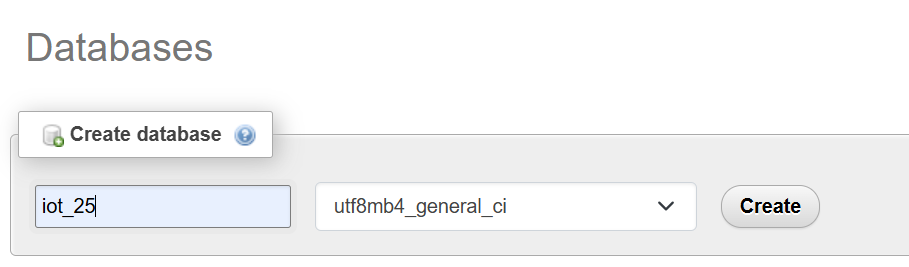 Databases
Create database
iot_25
utf8mb4_general_ci
Create